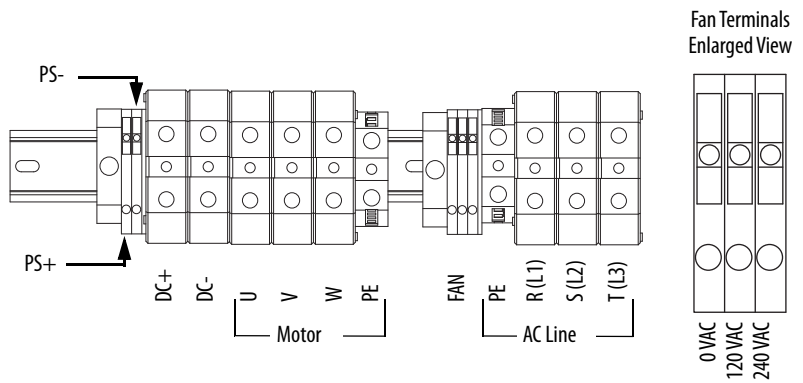 Fan Terminals
Enlarged View
PS-
PS+
DC+
DC-
U
V
W
PE
FAN
PE
R (L1)
S (L2)
T (L3)
Motor
AC Line
0 VAC
120 VAC
240 VAC